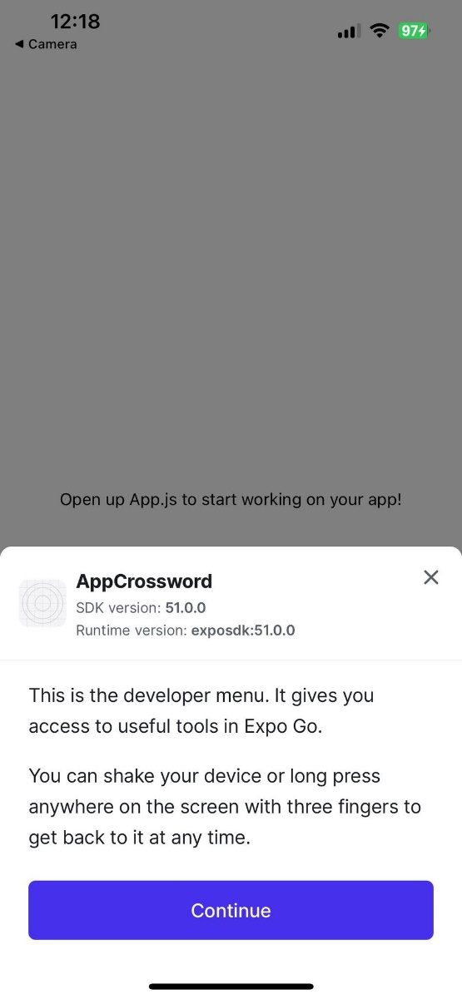 12:18
97
◀ Camera
Open up App.js to start working on your app!
AppCrossword
SDK version: 51.0.0
Runtime version: exposdk:51.0.0
This is the developer menu. It gives you
access to useful tools in Expo Go.
You can shake your device or long press
anywhere on the screen with three fingers to
get back to it at any time.
Continue